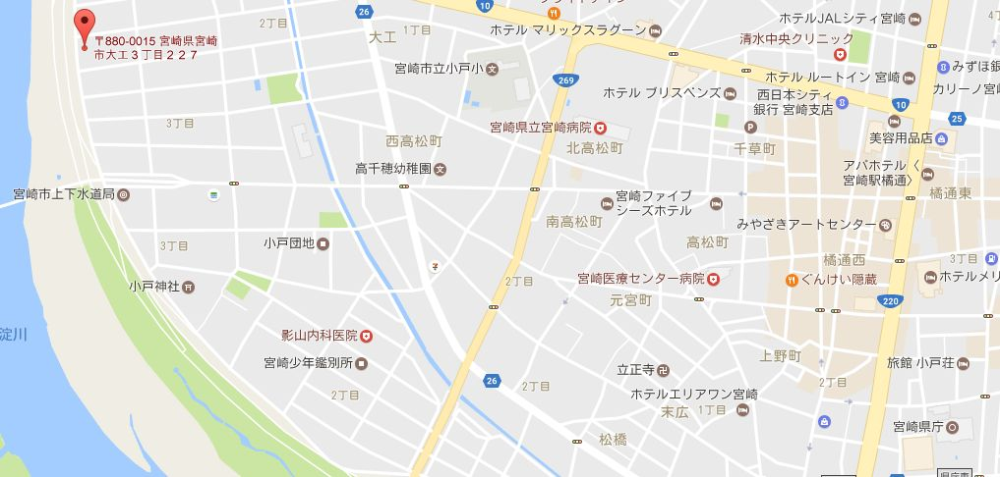 〒880-0015 宮崎県宮崎
市大工３丁目２２７
26
大工
1丁目
2丁目
10
ホテル マリックスラグーン
ホテルJALシティ宮崎
清水中央クリニック
宮崎市立小戸小
269
ホテル ルートイン 宮崎
みずほ銀
カリーノ宮崎
ホテル ブリスベンズ
西日本シティ
銀行 宮崎支店
10
25
3丁目
宮崎県立宮崎病院
西高松町
北高松町
千草町
美容用品店
高千穂幼稚園
アパホテル〈
宮崎駅橘通〉
宮崎市上下水道局
宮崎ファイブ
シーズホテル
橘通東
南高松町
みやざきアートセンター
高松町
3丁目
小戸団地
橘通西
3丁目
小戸神社
2丁目
宮崎医療センター病院
ぐんけい隠蔵
ホテルメリ
元宮町
220
淀川
影山内科医院
上野町
宮崎少年鑑別所
立正寺
旅館 小戸荘
26
2丁目
2丁目
2丁目
ホテルエリアワン宮崎
末広
1丁目
松橋
宮崎県庁